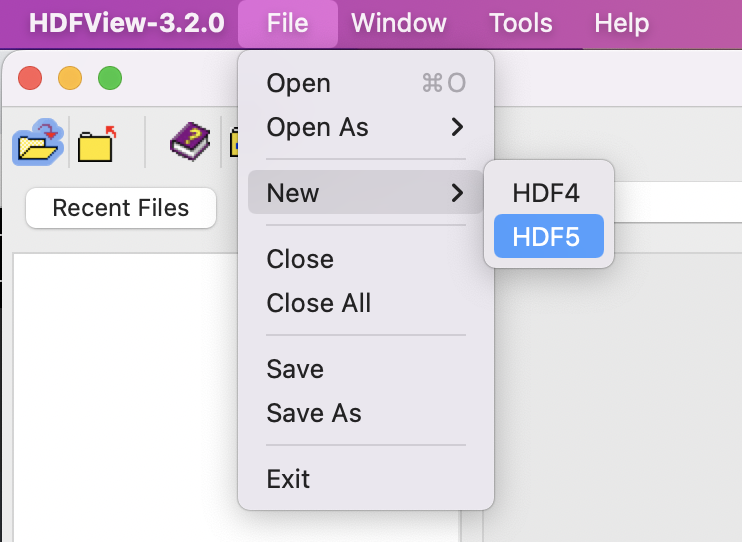 HDFView-3.2.0 File Window Tools Help
Open ⌘O
Open As
New
HDF4
HDF5
Recent Files
Close
Close All
Save
Save As
Exit